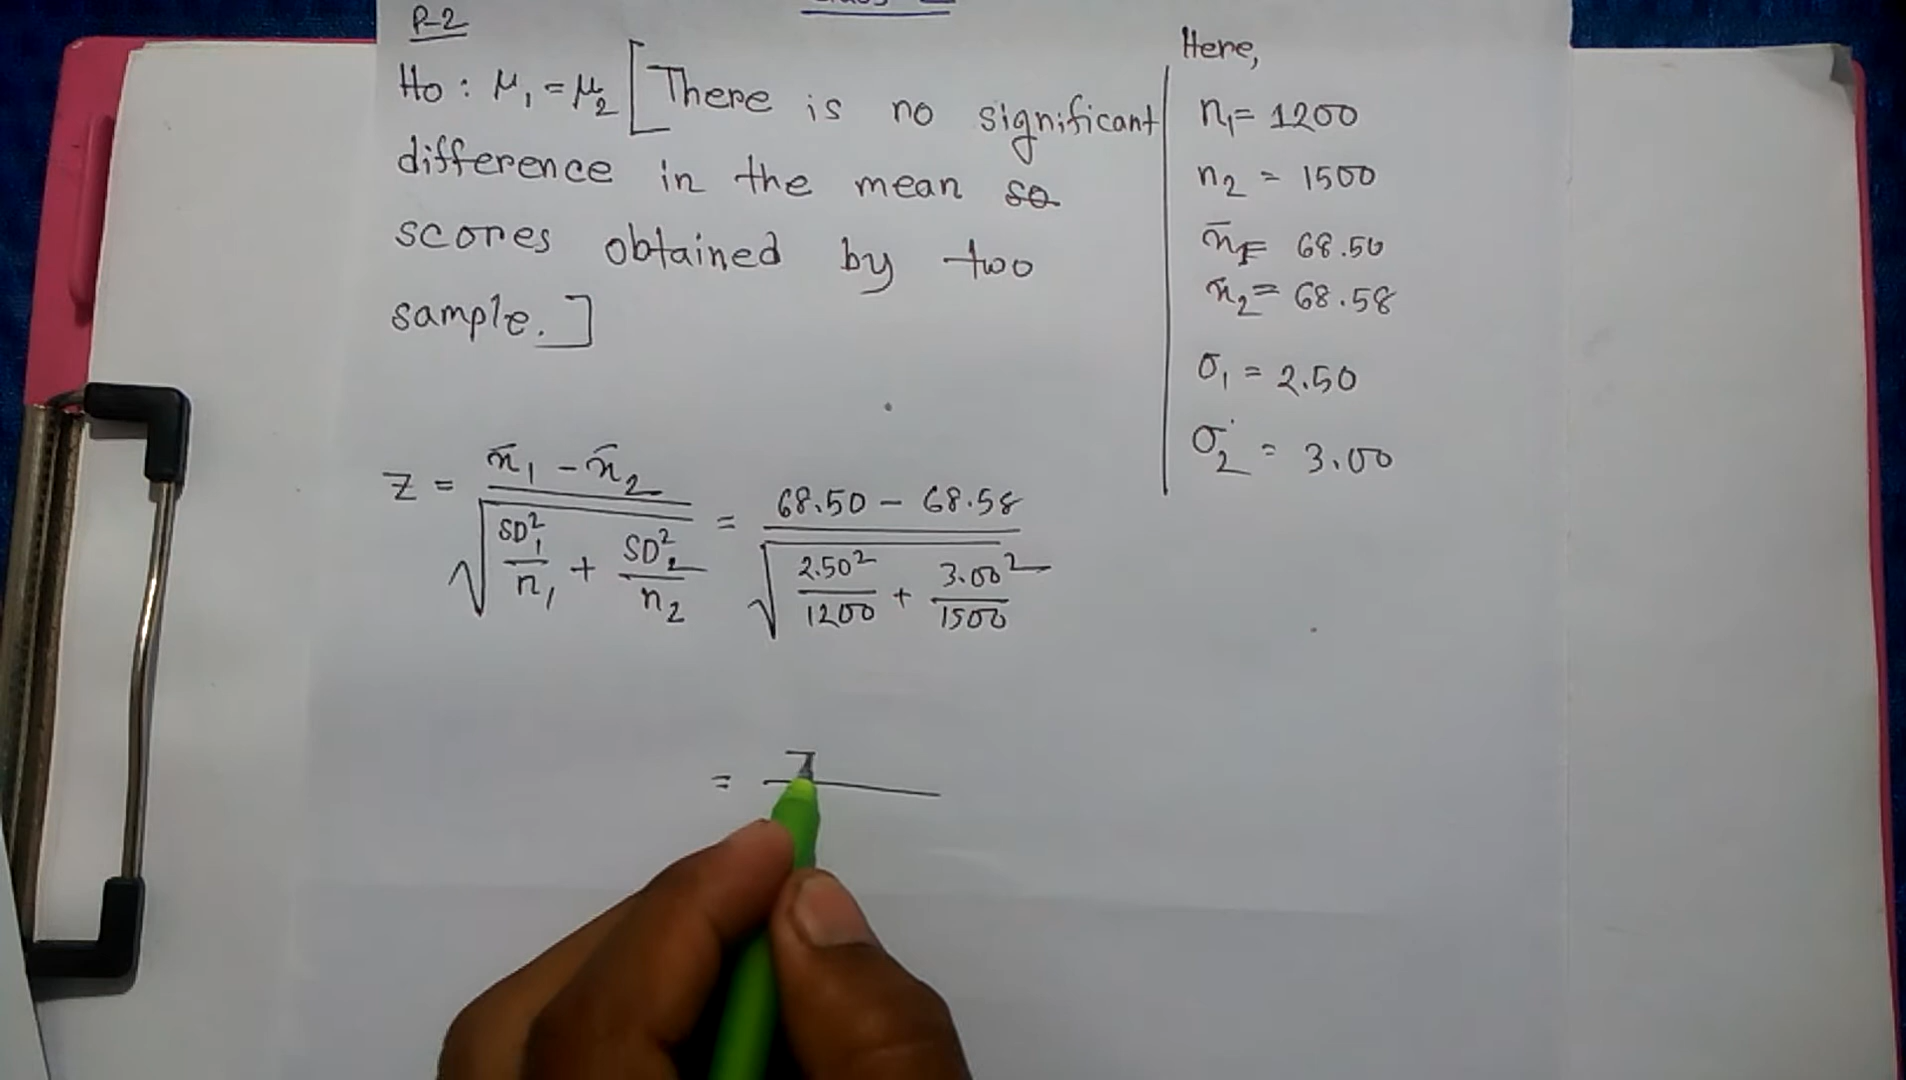 P-2
Ho: μ₁ = μ₂ [There is no significant
difference in the mean so
scores obtained by two
sample.]
Here,
n₁= 1200
n₂ = 1500
x̄₁= 68.50
x̄₂= 68.58
σ₁ = 2.50
σ₂ = 3.00
Z = x̄₁ - x̄₂ / √(SD₁²/n₁ + SD₂²/n₂) = 68.50 - 68.58 / √(2.50²/1200 + 3.00²/1500)
=